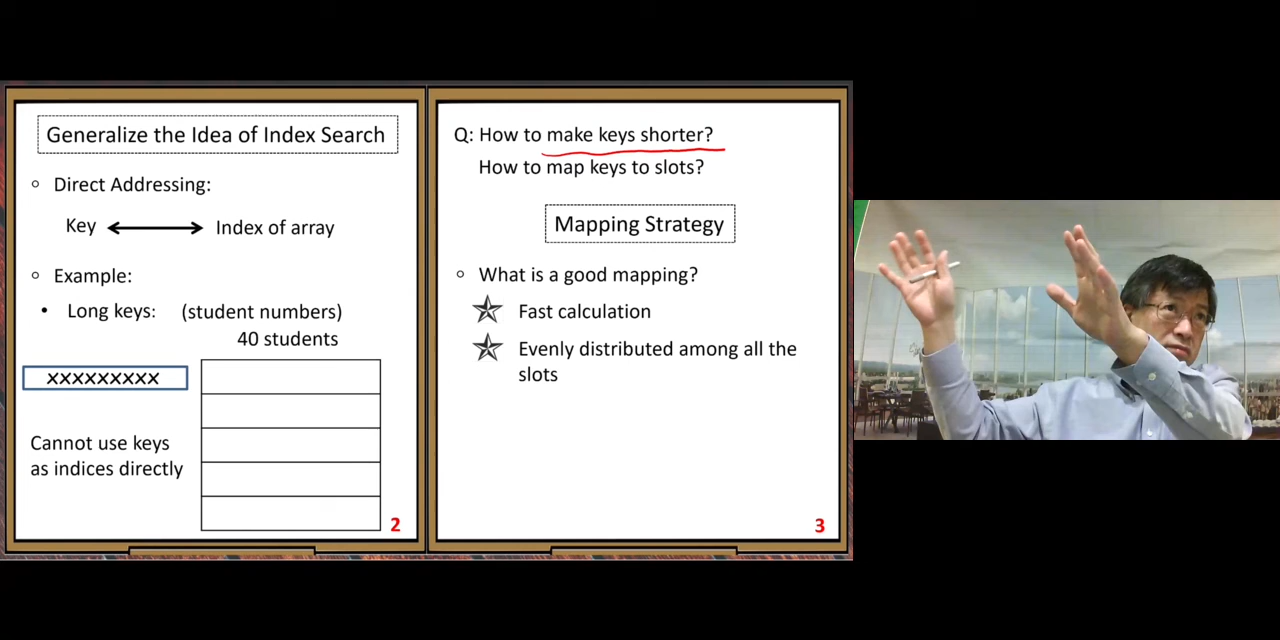 Generalize the Idea of Index Search
◦ Direct Addressing:
Key ⟷ Index of array
◦ Example:
• Long keys: (student numbers)
40 students
xxxxxxxxx
Cannot use keys
as indices directly
2
Q: How to make keys shorter?
How to map keys to slots?
Mapping Strategy
◦ What is a good mapping?
Fast calculation
Evenly distributed among all the
slots
3